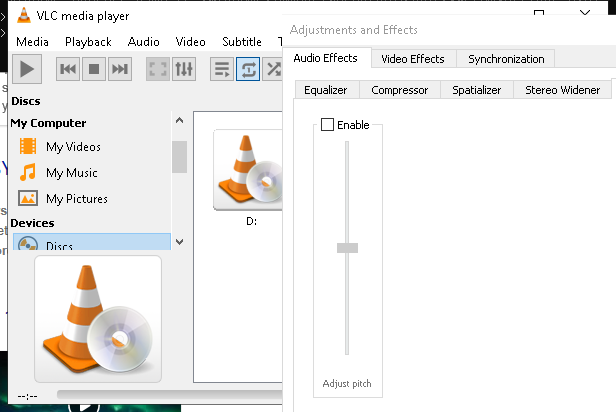 VLC media player
Media Playback Audio Video Subtitle
Discs
My Computer
My Videos
My Music
My Pictures
Devices
Discs
D:
--:--
Adjustments and Effects
Audio Effects Video Effects Synchronization
Equalizer Compressor Spatializer Stereo Widener
Enable
Adjust pitch